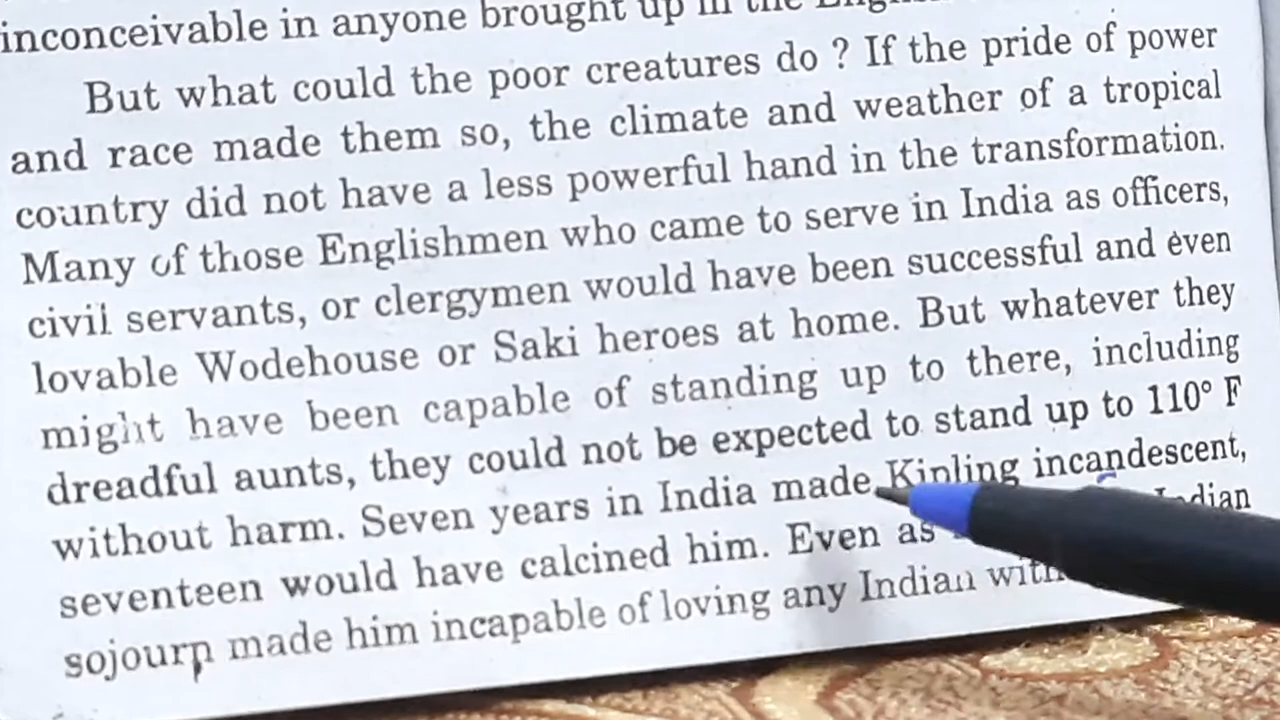 inconceivable in anyone brought up in the
But what could the poor creatures do ? If the pride of power
and race made them so, the climate and weather of a tropical
country did not have a less powerful hand in the transformation.
Many of those Englishmen who came to serve in India as officers,
civil servants, or clergymen would have been successful and even
lovable Wodehouse or Saki heroes at home. But whatever they
might have been capable of standing up to there, including
dreadful aunts, they could not be expected to stand up to 110° F
without harm. Seven years in India made Kipling incandescent,
seventeen would have calcined him. Even as Indian
sojourn made him incapable of loving any Indian with